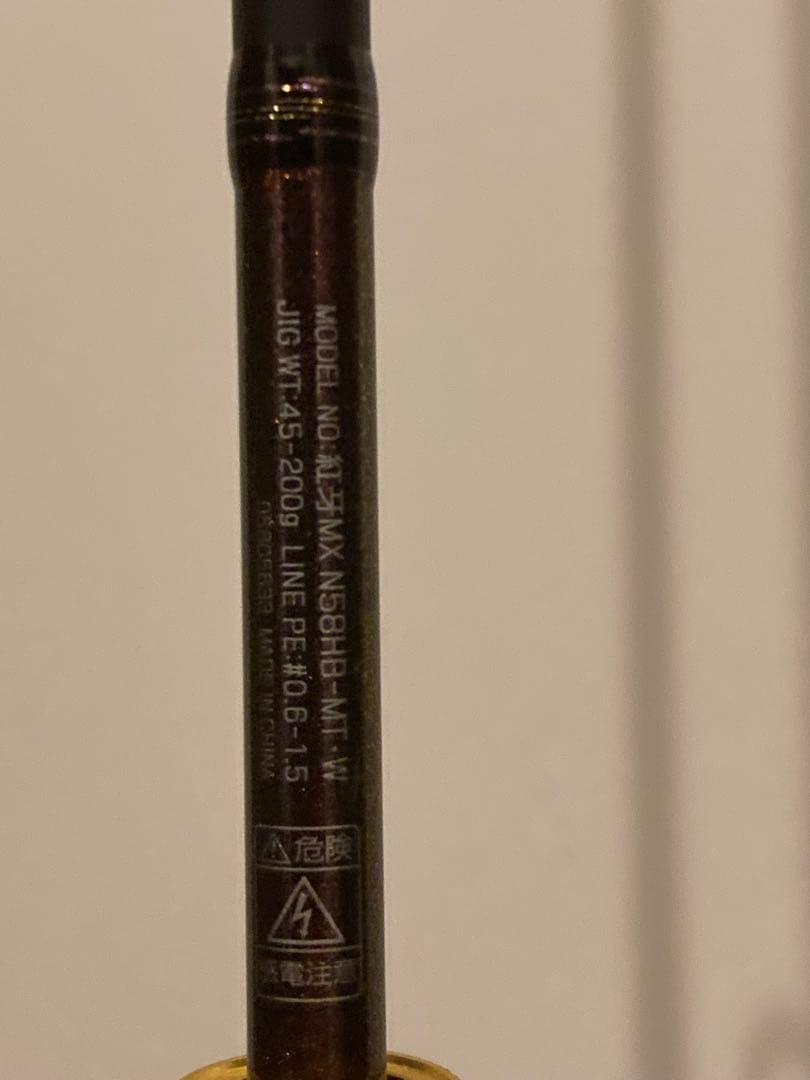 MODEL NO:紅牙MX N58HB-MT・W
JIG WT:45-200g LINE PE:#0.6-1.5
MADE IN CHINA
危険
感電注意